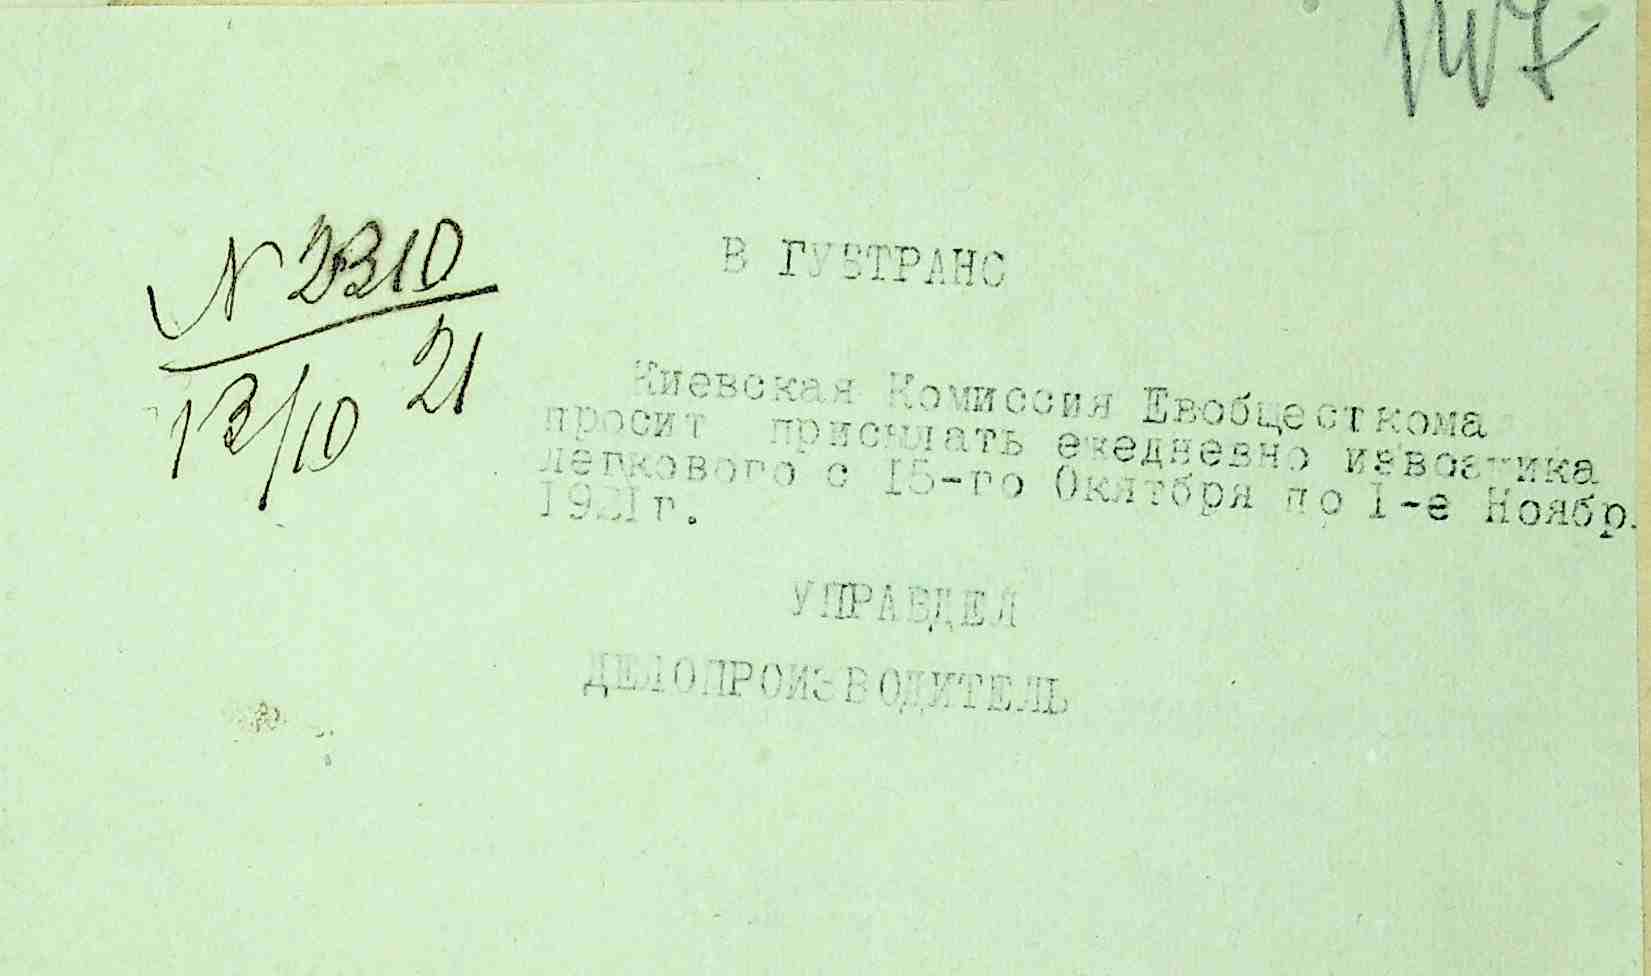 147
№ 2310
13/10 21
В ГУБТРАНС
Киевская Комиссия Евобщесткома
просит присылать ежедневно извозчика
легкового с 15-го Окнтбря по 1-е Ноябр.
1921г.
УПРАВДЕЛ
ДЕЛОПРОИЗВОДИТЕЛЬ